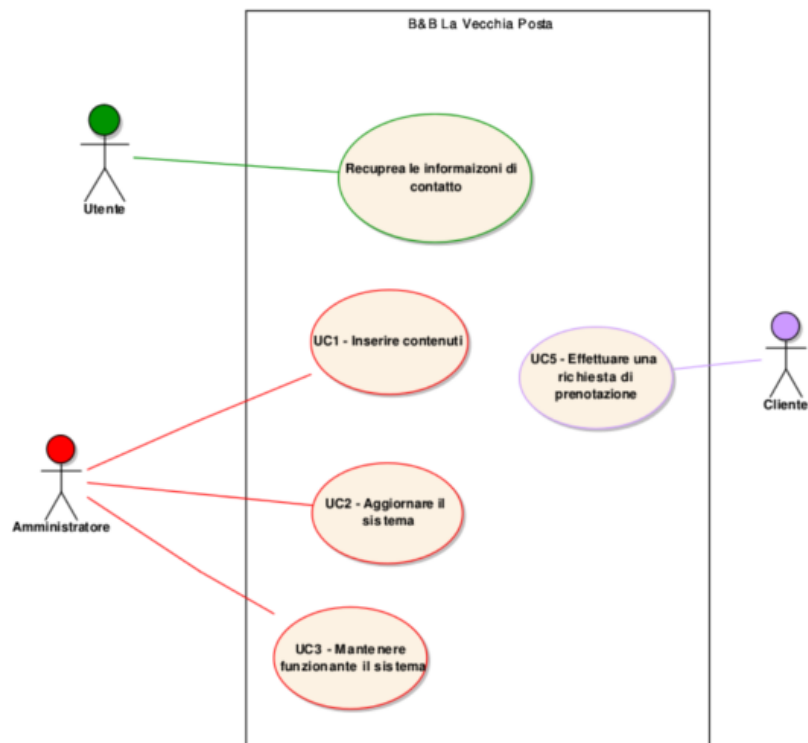 B&B La Vecchia Posta
Recuprea le informaizoni di
contatto
Utente
UC1 - Inserire contenuti
UC5 - Effettuare una
richiesta di
prenotazione
Cliente
Amministratore
UC2 - Aggiornare il
sistema
UC3 - Mantenere
funzionante il sistema